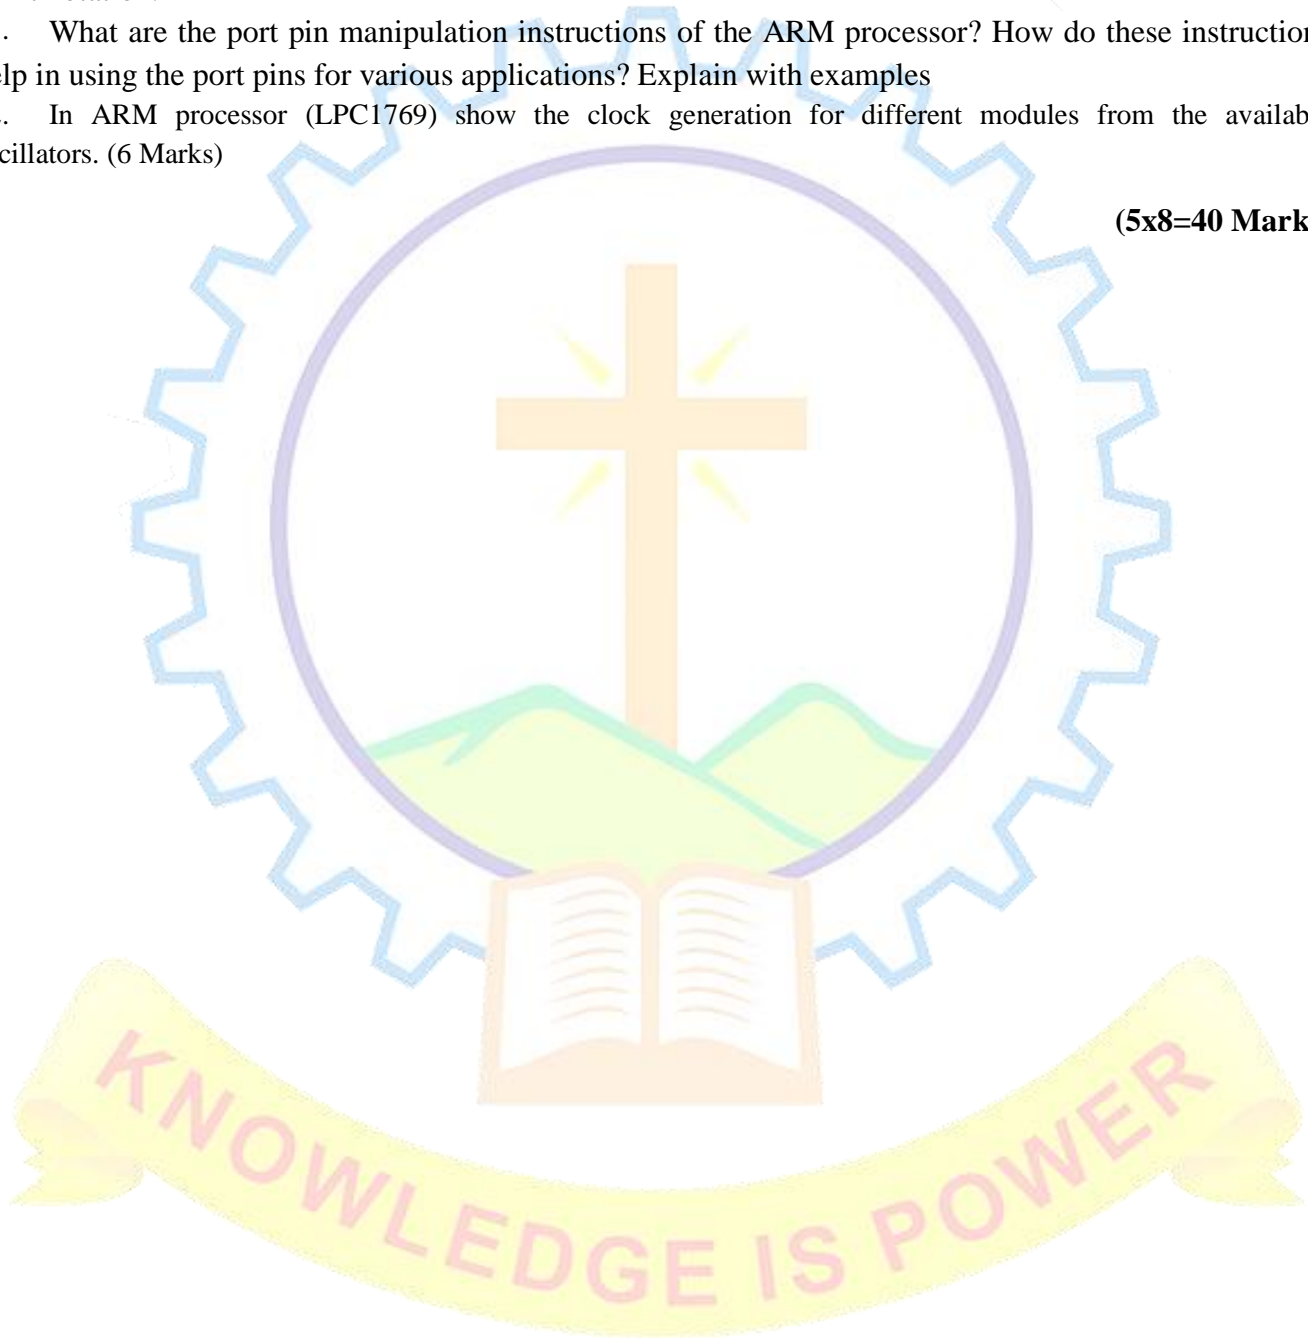 . What are the port pin manipulation instructions of the ARM processor? How do these instruction
elp in using the port pins for various applications? Explain with examples
. In ARM processor (LPC1769) show the clock generation for different modules from the availab
cillators. (6 Marks)
(5x8=40 Mark
KNOWLEDGE IS POWER